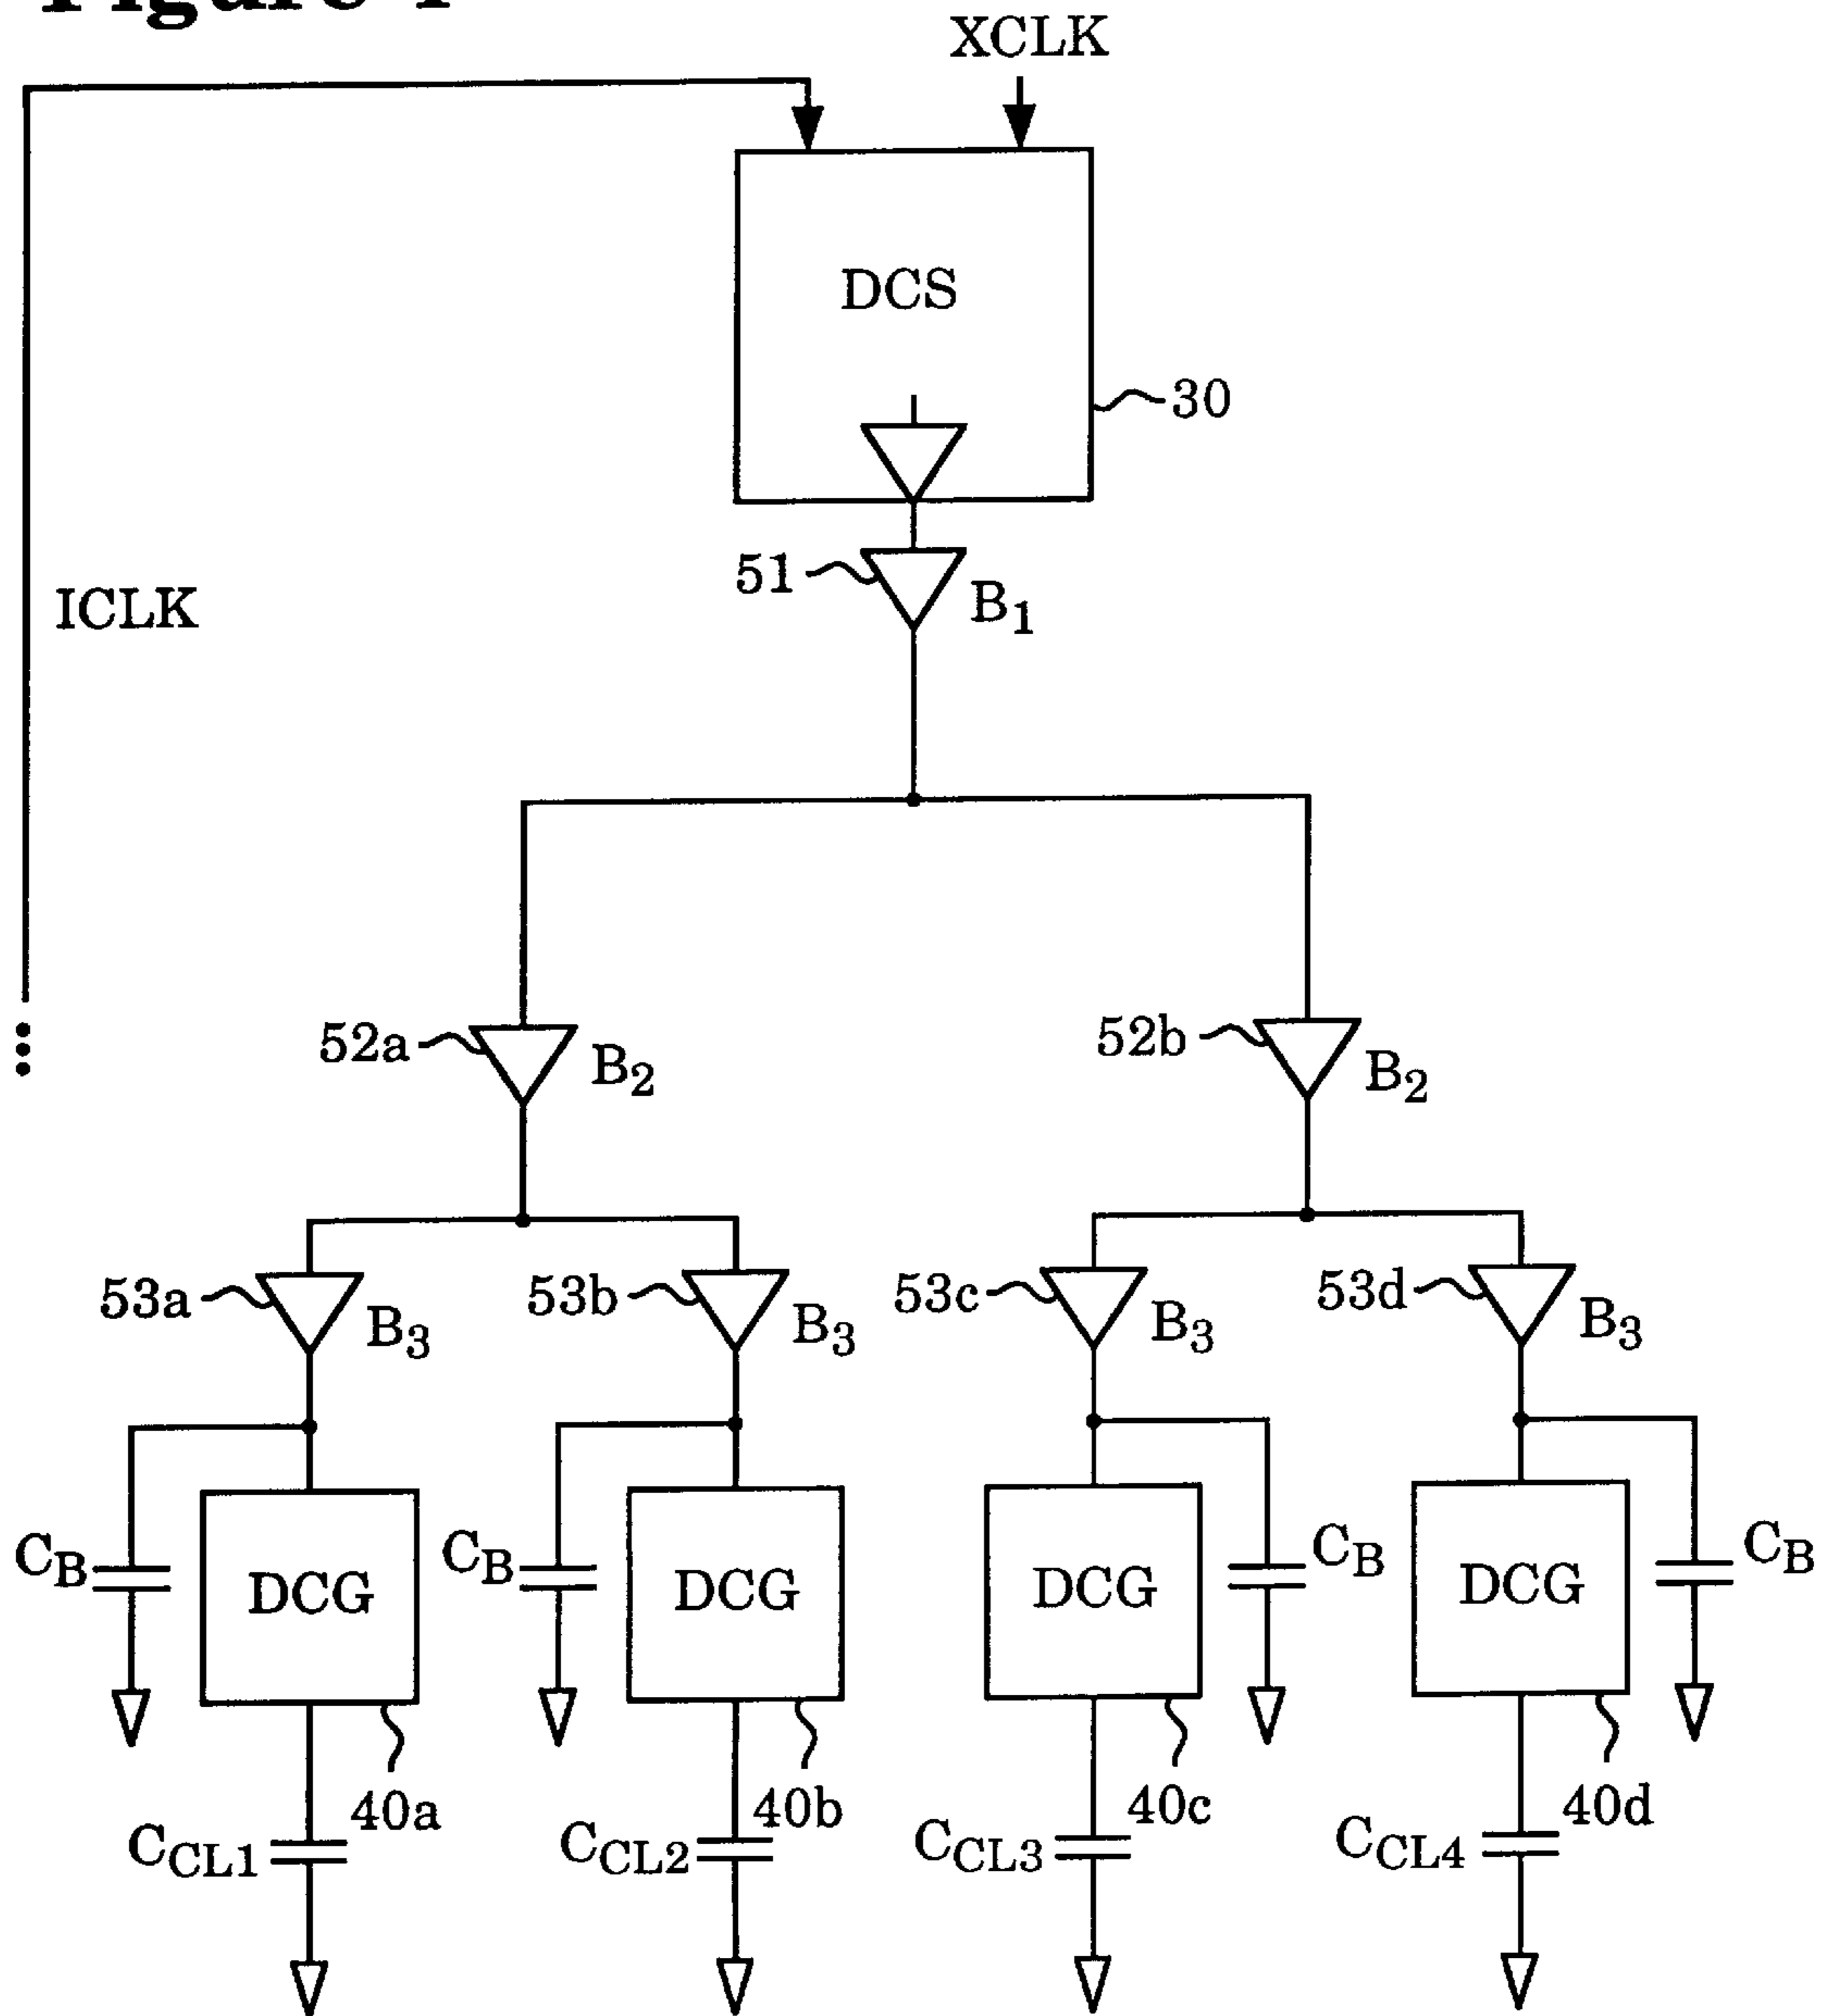 XCLK
DCS
30
51
B1
ICLK
52a
B2
52b
B2
53a
B3
53b
B3
53c
B3
53d
B3
CB
DCG
CB
DCG
DCG
CB
DCG
CB
40a
40b
40c
40d
CCL1
CCL2
CCL3
CCL4